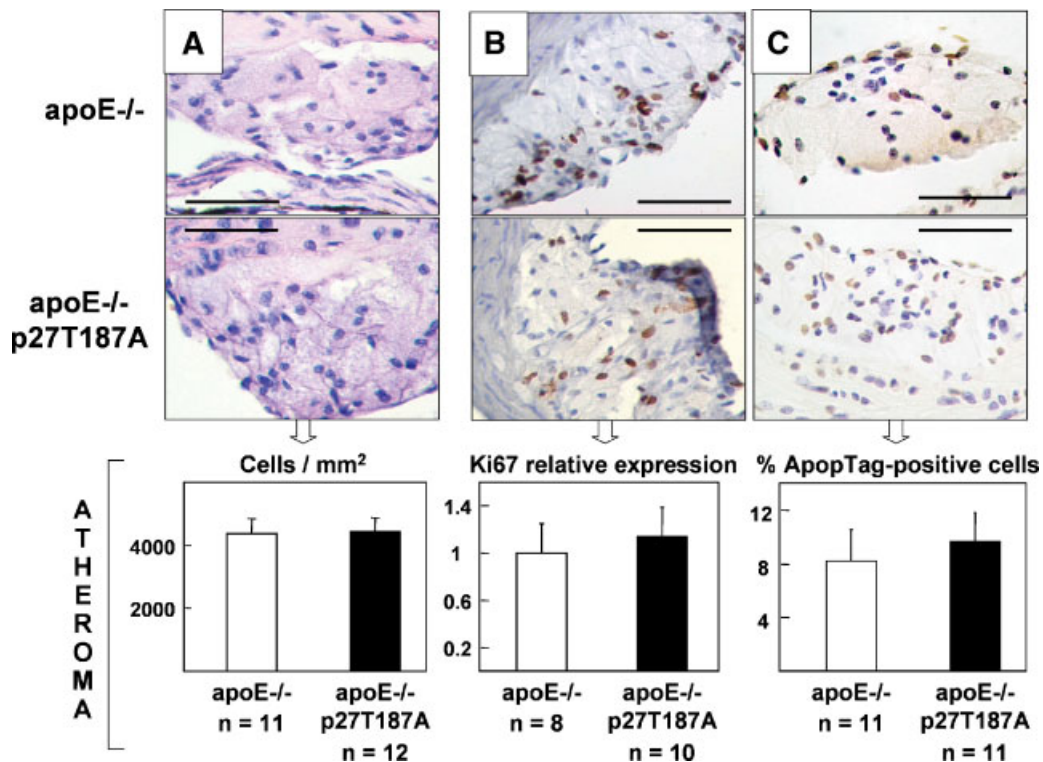 A
B
C
apoE-/-
apoE-/-
p27T187A
ATHEROMA
Cells / mm²
4000
2000
apoE-/-
n = 11
apoE-/-
p27T187A
n = 12
Ki67 relative expression
1.4
1
0.6
0.2
apoE-/-
n = 8
apoE-/-
p27T187A
n = 10
% ApopTag-positive cells
12
8
4
apoE-/-
n = 11
apoE-/-
p27T187A
n = 11